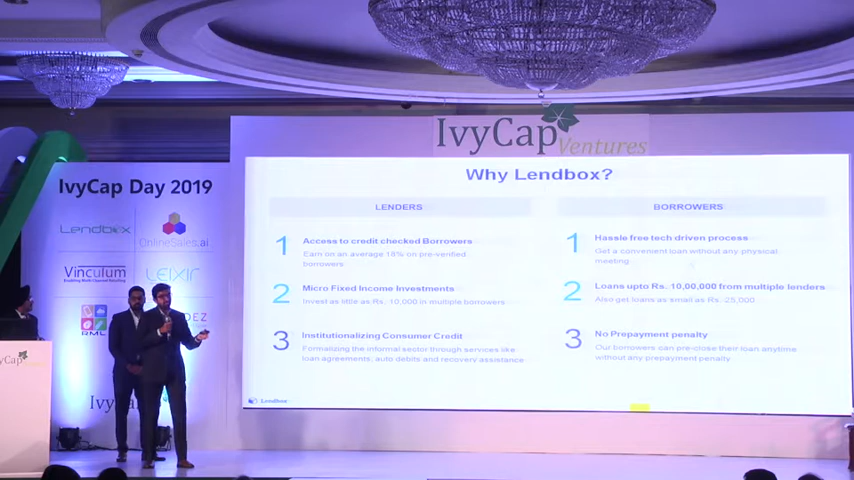 IvyCap
Ventures
IvyCap Day 2019
Lendbox
OnlineSales.ai
Vinculum
Enabling Multi-Channel Retailing
LEIXIR
RML
DEZ
Ivy
yCap
Why Lendbox?
LENDERS
1 Access to credit checked Borrowers
Earn on an average 18% on pre-verified
borrowers
2 Micro Fixed Income Investments
Invest as little as Rs. 10,000 in multiple borrowers
3 Institutionalizing Consumer Credit
Formalizing the informal sector through services like
loan agreements, auto debits and recovery assistance
BORROWERS
1 Hassle free tech driven process
Get a convenient loan without any physical
meeting
2 Loans upto Rs. 10,00,000 from multiple lenders
Also get loans as small as Rs. 25,000
3 No Prepayment penalty
Our borrowers can pre-close their loan anytime
without any prepayment penalty
Lendbox